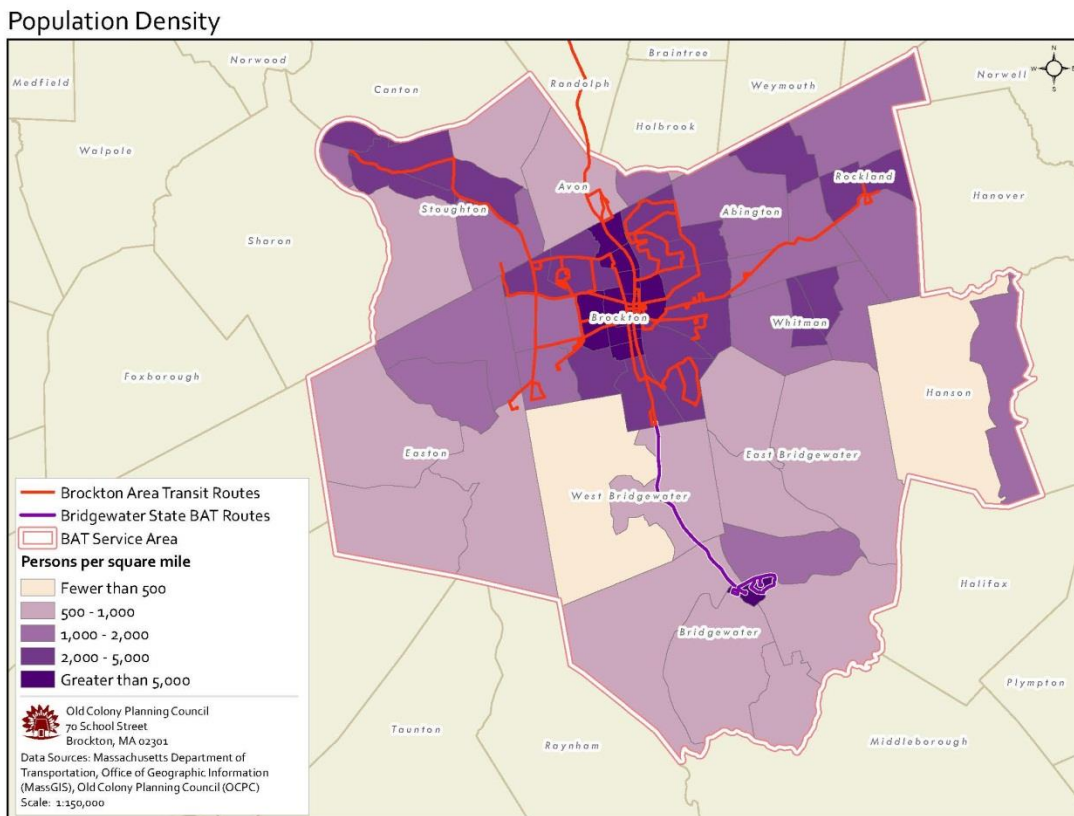 Population Density
Medfield
Norwood
Canton
Randolph
Braintree
Weymouth
Norwell
N
W
E
S
Walpole
Holbrook
Sharon
Stoughton
Avon
Abington
Rockland
Hanover
Foxborough
Brockton
Whitman
Hanson
Easton
West Bridgewater
East Bridgewater
Halifax
Bridgewater
Plympton
Taunton
Raynham
Middleborough
Brockton Area Transit Routes
Bridgewater State BAT Routes
BAT Service Area
Persons per square mile
Fewer than 500
500 - 1,000
1,000 - 2,000
2,000 - 5,000
Greater than 5,000
Old Colony Planning Council
70 School Street
Brockton, MA 02301
Data Sources: Massachusetts Department of
Transportation, Office of Geographic Information
(MassGIS), Old Colony Planning Council (OCPC)
Scale: 1:150,000